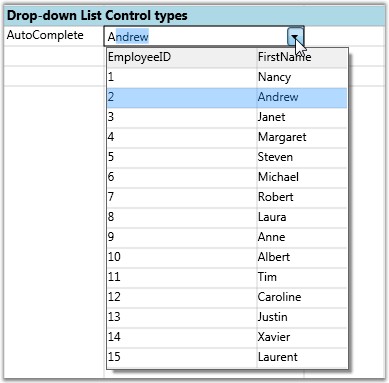 Drop-down List Control types
AutoComplete Andrew
EmployeeID FirstName
1 Nancy
2 Andrew
3 Janet
4 Margaret
5 Steven
6 Michael
7 Robert
8 Laura
9 Anne
10 Albert
11 Tim
12 Caroline
13 Justin
14 Xavier
15 Laurent